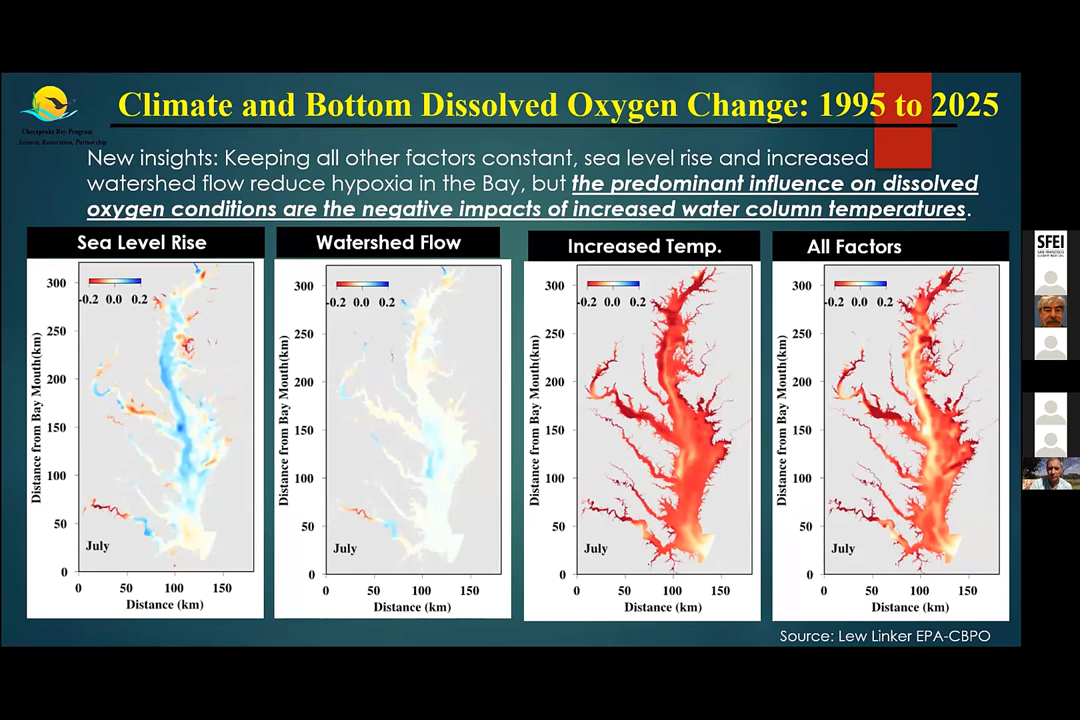 Climate and Bottom Dissolved Oxygen Change: 1995 to 2025
Chesapeake Bay Program
Science, Restoration, Partnership
New insights: Keeping all other factors constant, sea level rise and increased
watershed flow reduce hypoxia in the Bay, but the predominant influence on dissolved
oxygen conditions are the negative impacts of increased water column temperatures.
Sea Level Rise
-0.2 0.0 0.2
300
250
200
150
100
50
0
Distance from Bay Mouth(km)
July
0 50 100 150
Distance (km)
Watershed Flow
-0.2 0.0 0.2
300
250
200
150
100
50
0
Distance from Bay Mouth(km)
July
0 50 100 150
Distance (km)
Increased Temp.
-0.2 0.0 0.2
300
250
200
150
100
50
0
Distance from Bay Mouth(km)
July
0 50 100 150
Distance (km)
All Factors
-0.2 0.0 0.2
300
250
200
150
100
50
0
Distance from Bay Mouth(km)
July
0 50 100 150
Distance (km)
Source: Lew Linker EPA-CBPO
SFEI